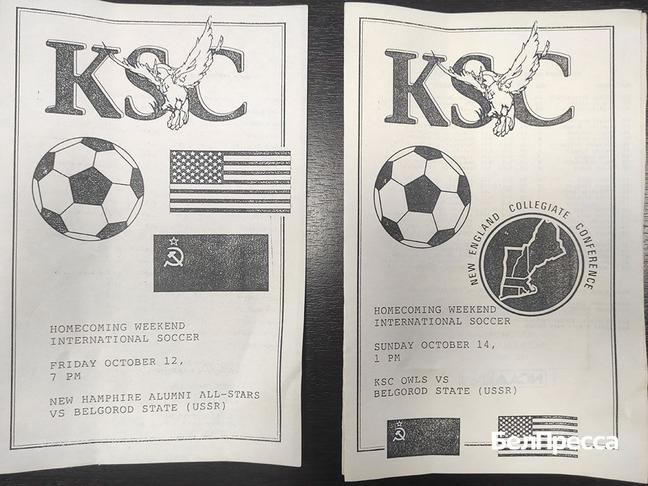 KSC
HOMECOMING WEEKEND
INTERNATIONAL SOCCER
FRIDAY OCTOBER 12,
7 PM
NEW HAMPHIRE ALUMNI ALL-STARS
VS BELGOROD STATE (USSR)
KSC
NEW ENGLAND COLLEGIATE CONFERENCE
HOMECOMING WEEKEND
INTERNATIONAL SOCCER
SUNDAY OCTOBER 14,
1 PM
KSC OWLS VS
BELGOROD STATE (USSR)
БелПресса